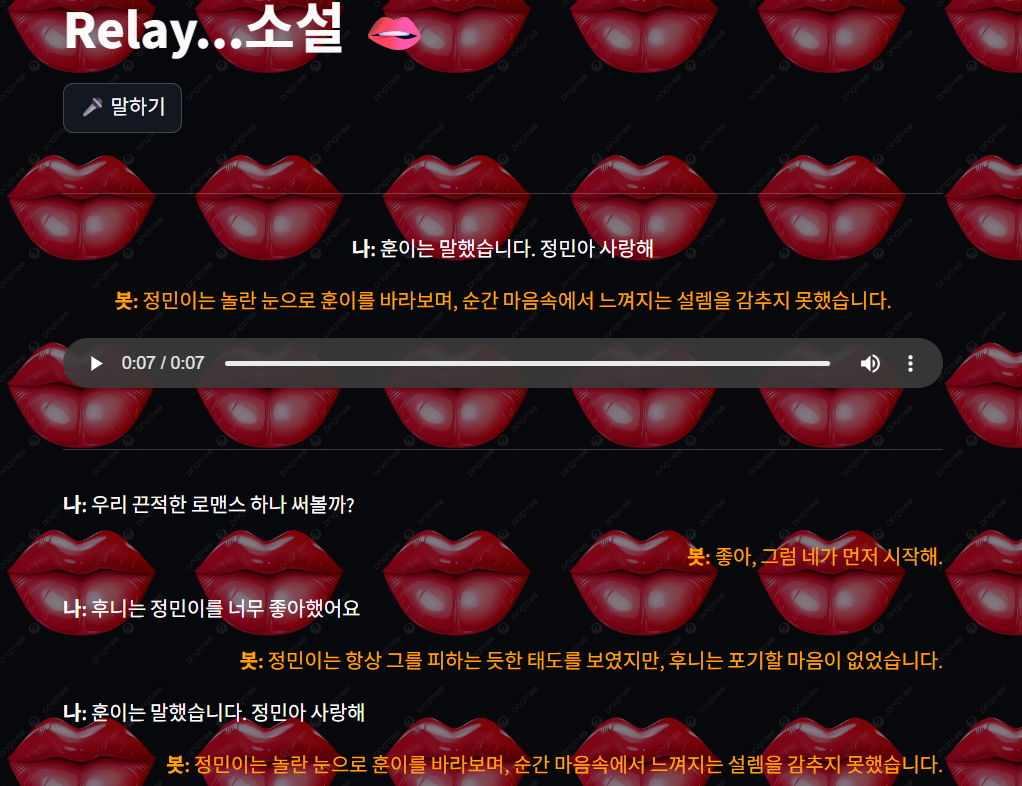 Relay...소설
말하기
나: 훈이는 말했습니다. 정민아 사랑해
봇: 정민이는 놀란 눈으로 훈이를 바라보며, 순간 마음속에서 느껴지는 설렘을 감추지 못했습니다.
0:07 / 0:07
나: 우리 끈적한 로맨스 하나 써볼까?
봇: 좋아, 그럼 네가 먼저 시작해.
나: 후니는 정민이를 너무 좋아했어요
봇: 정민이는 항상 그를 피하는 듯한 태도를 보였지만, 후니는 포기할 마음이 없었습니다.
나: 훈이는 말했습니다. 정민아 사랑해
봇: 정민이는 놀란 눈으로 훈이를 바라보며, 순간 마음속에서 느껴지는 설렘을 감추지 못했습니다.